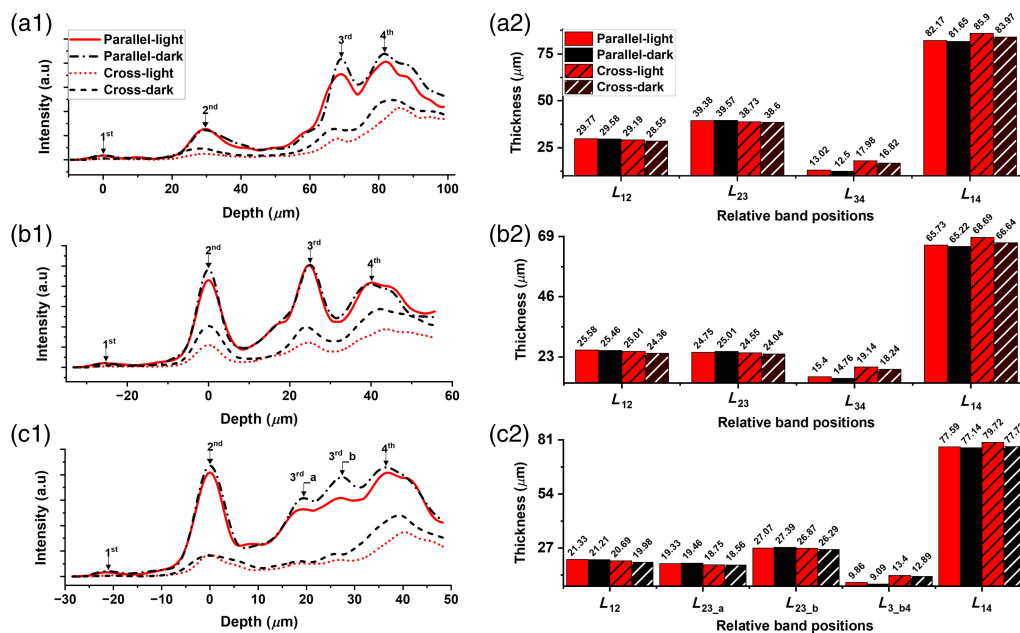 (a1)
Parallel-light
Parallel-dark
Cross-light
Cross-dark
1st
2nd
3rd
4th
Intensity (a.u)
0 20 40 60 80 100
Depth (μm)
(a2)
Parallel-light
Parallel-dark
Cross-light
Cross-dark
Thickness (μm)
75
50
25
29.77 29.58 29.19 28.55
39.38 39.57 38.73 38.6
13.02 12.5 17.98 16.82
82.17 81.65 85.9 83.97
L12 L23 L34 L14
Relative band positions
(b1)
1st
2nd
3rd
4th
Intensity (a.u)
−20 0 20 40 60
Depth (μm)
(b2)
Thickness (μm)
69
46
23
25.58 25.46 25.01 24.36
24.75 25.01 24.55 24.04
15.4 14.76 19.14 18.24
65.73 65.22 68.69 66.64
L12 L23 L34 L14
Relative band positions
(c1)
1st
2nd
3rd_a
3rd_b
4th
Intensity (a.u)
−30 −20 −10 0 10 20 30 40 50
Depth (μm)
(c2)
Thickness (μm)
81
54
27
21.33 21.21 20.69 19.98
19.33 19.46 18.75 18.56
27.07 27.39 26.87 26.29
9.86 9.09 13.4 12.89
77.59 77.14 79.72
L12 L23_a L23_b L3_b4 L14
Relative band positions